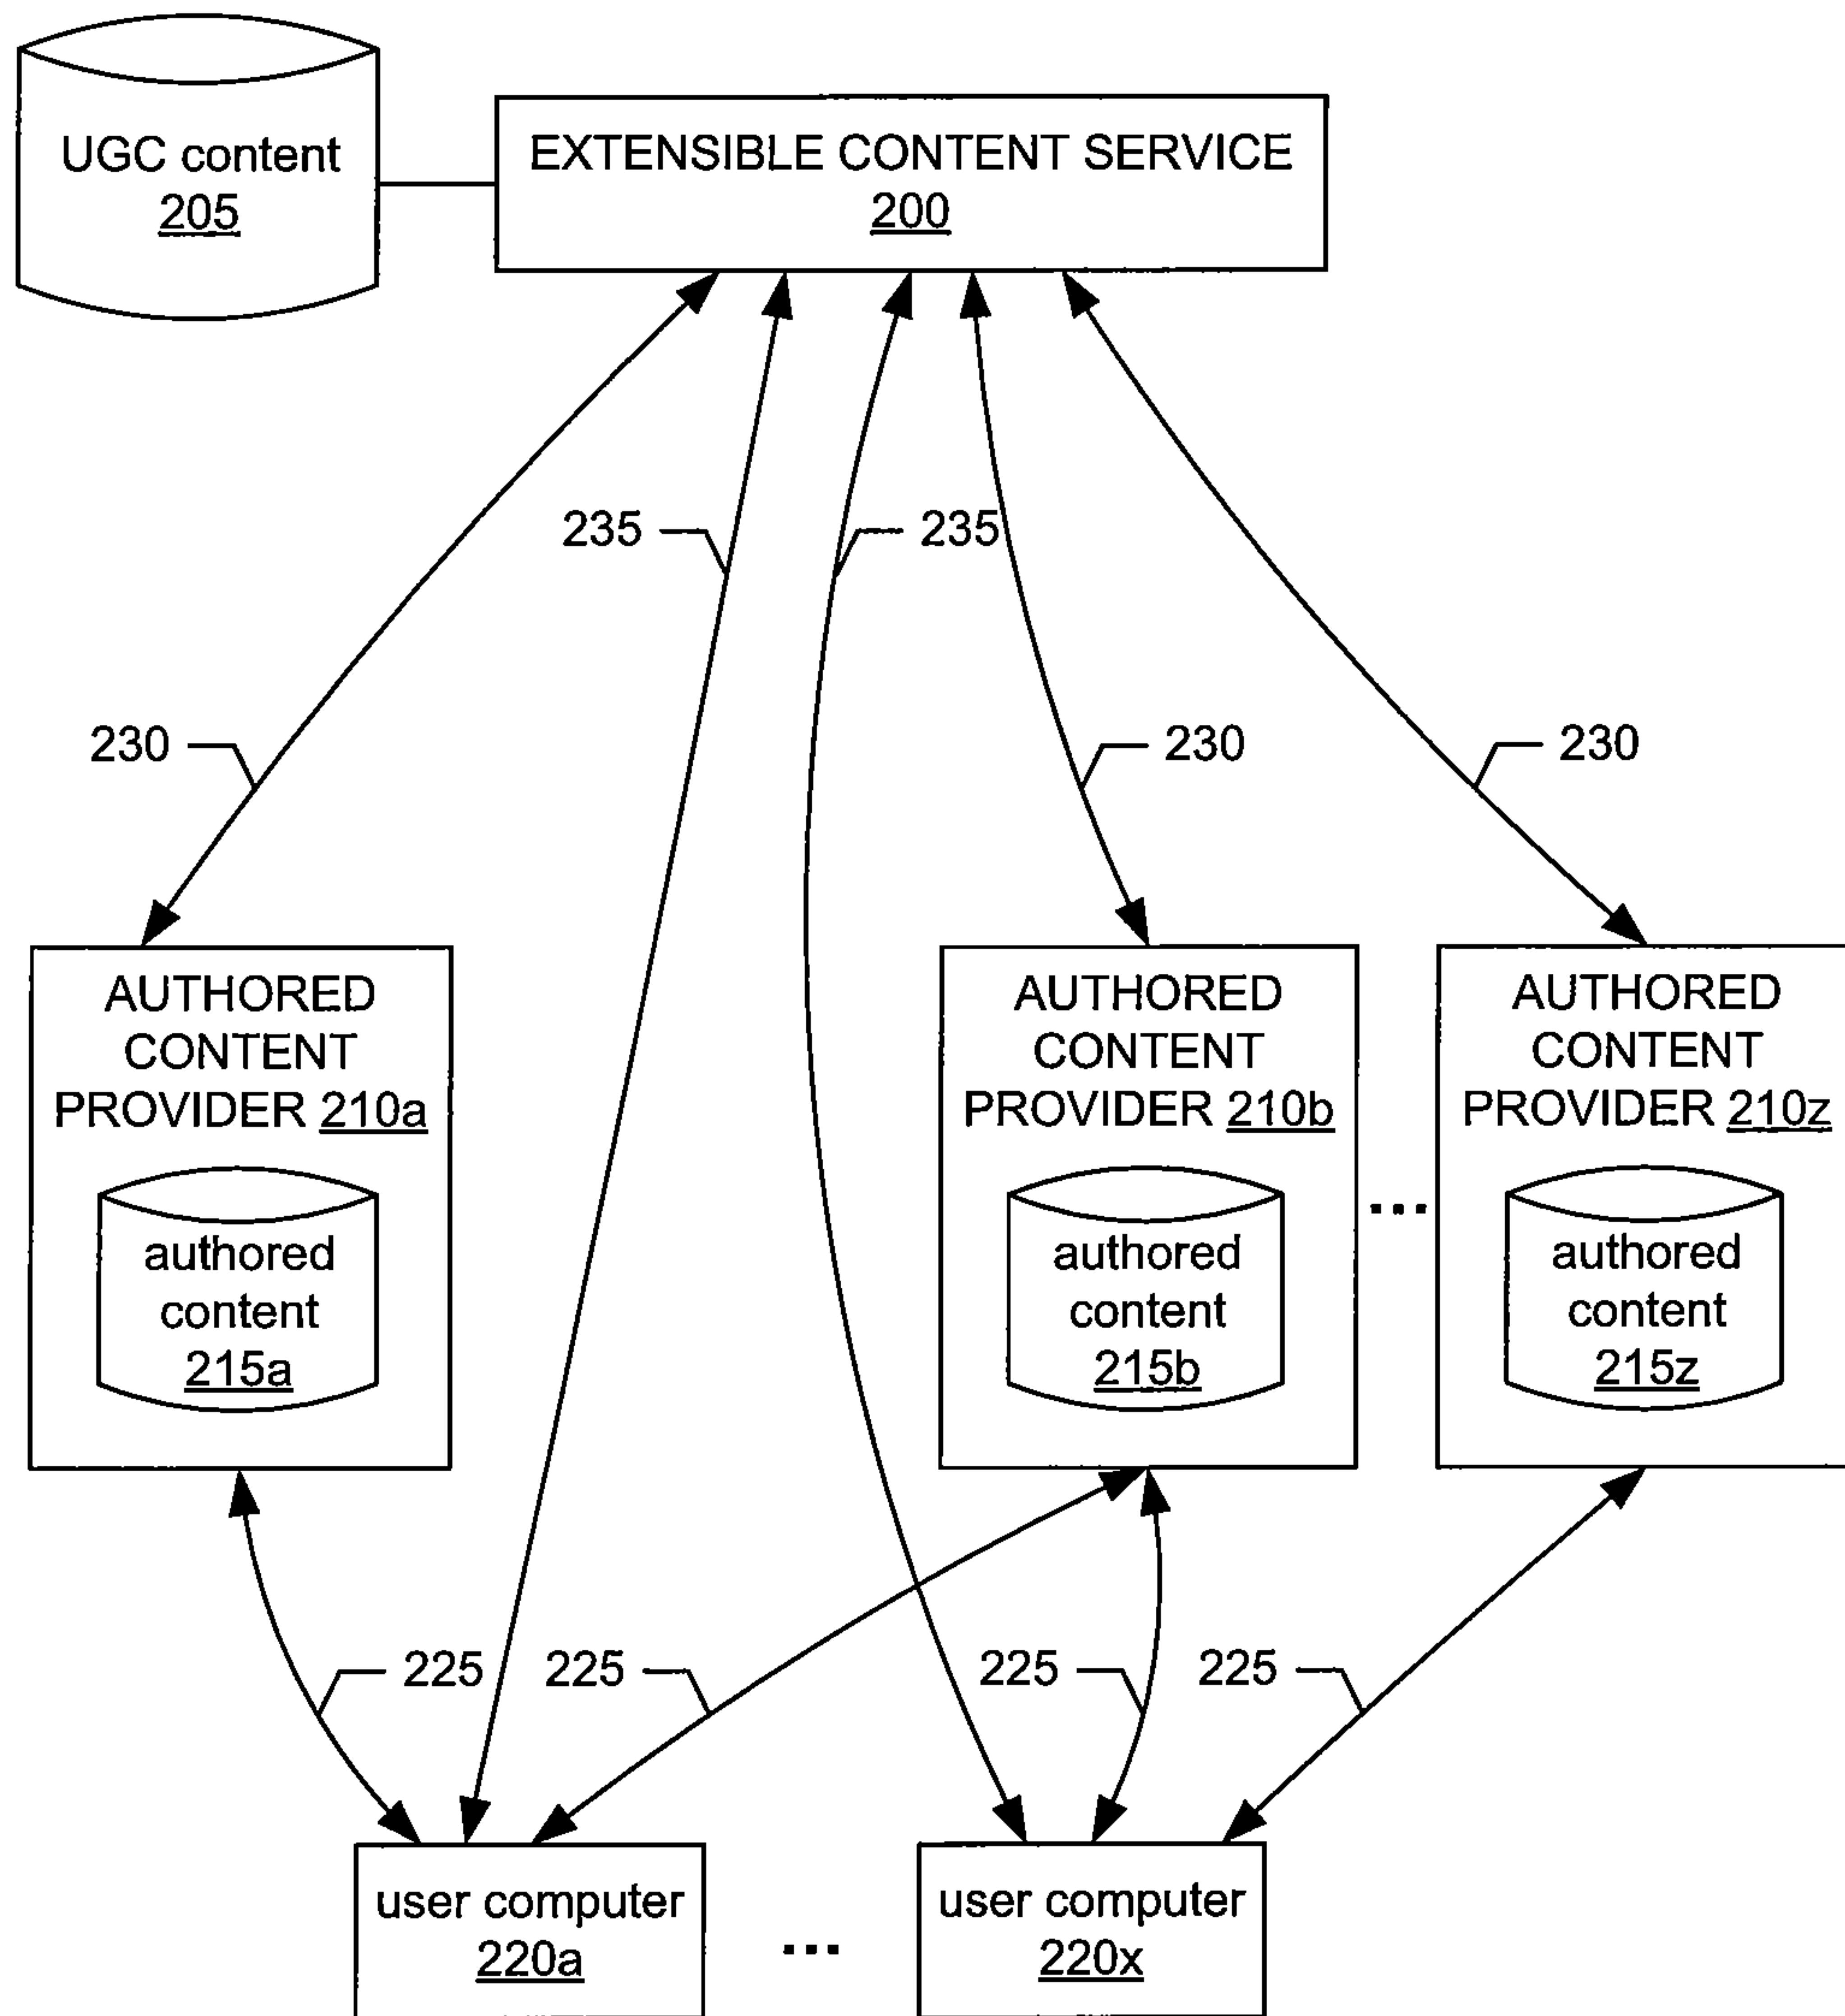 UGC content
205
EXTENSIBLE CONTENT SERVICE
200
235
235
230
230
230
AUTHORED
CONTENT
PROVIDER 210a
authored
content
215a
AUTHORED
CONTENT
PROVIDER 210b
authored
content
215b
...
AUTHORED
CONTENT
PROVIDER 210z
authored
content
215z
225
225
225
225
user computer
220a
...
user computer
220x